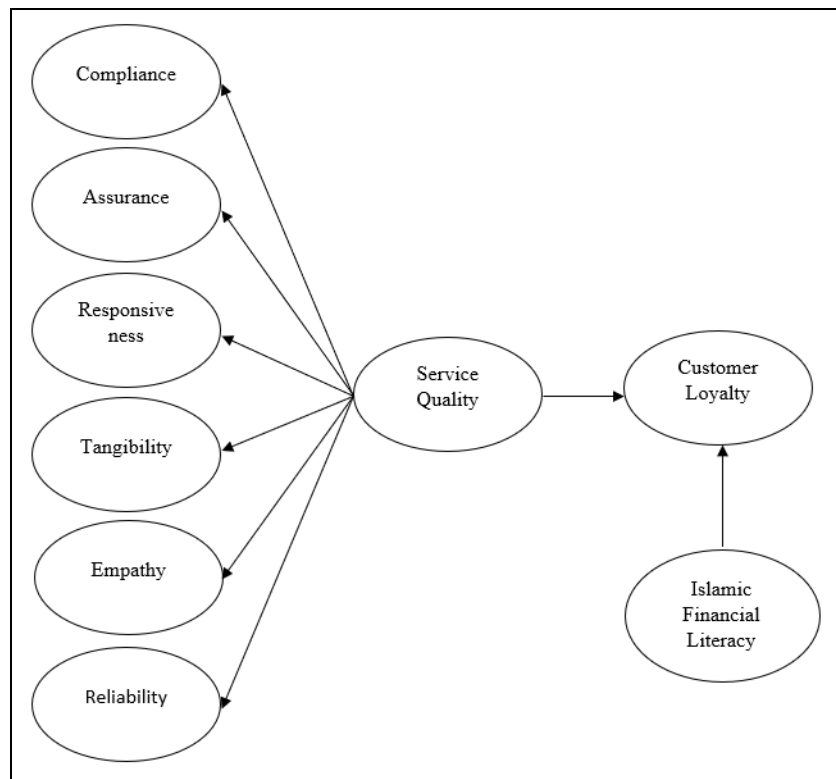 Compliance
Assurance
Responsive
ness
Tangibility
Empathy
Reliability
Service
Quality
Customer
Loyalty
Islamic
Financial
Literacy